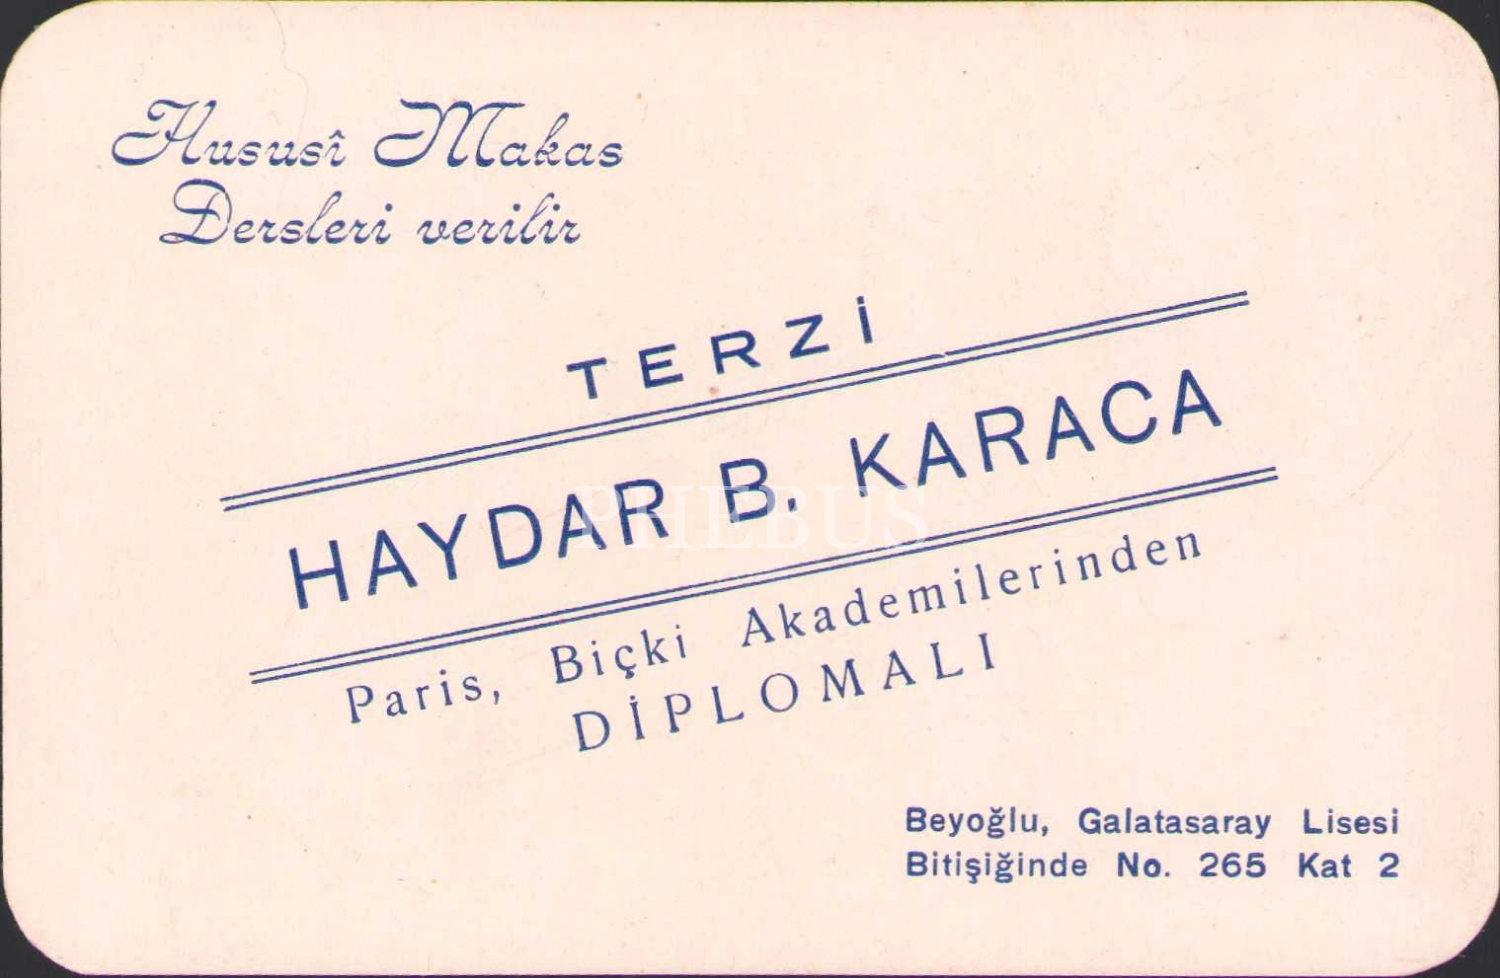 Hususî Makas
Dersleri verilir
TERZİ
HAYDAR B. KARACA
PHEBUS
Paris, Biçki Akademilerinden
DİPLOMALI
Beyoğlu, Galatasaray Lisesi
Bitişiğinde No. 265 Kat 2